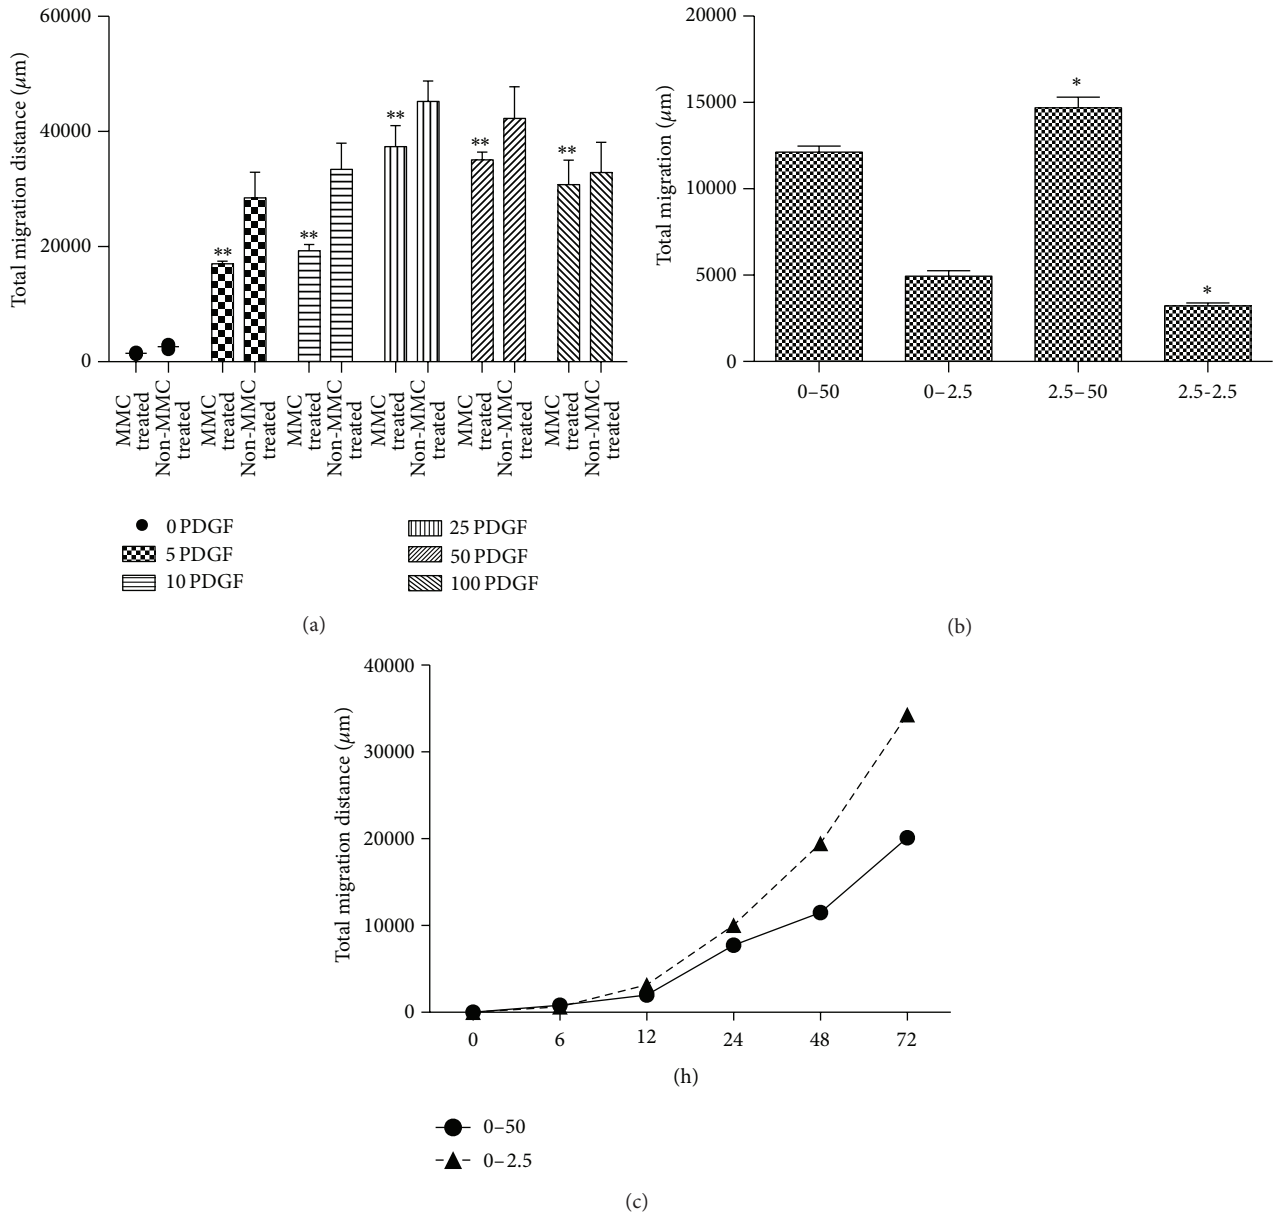 60000
40000
20000
0
Total migration distance (μm)
**
**
**
**
**
MMC
treated
Non-MMC
treated
MMC
treated
Non-MMC
treated
MMC
treated
Non-MMC
treated
MMC
treated
Non-MMC
treated
MMC
treated
Non-MMC
treated
MMC
treated
Non-MMC
treated
0 PDGF
5 PDGF
10 PDGF
25 PDGF
50 PDGF
100 PDGF
(a)
20000
15000
10000
5000
0
Total migration (μm)
*
*
0–50
0–2.5
2.5–50
2.5-2.5
(b)
40000
30000
20000
10000
0
Total migration distance (μm)
0
6
12
24
48
72
(h)
0–50
0–2.5
(c)